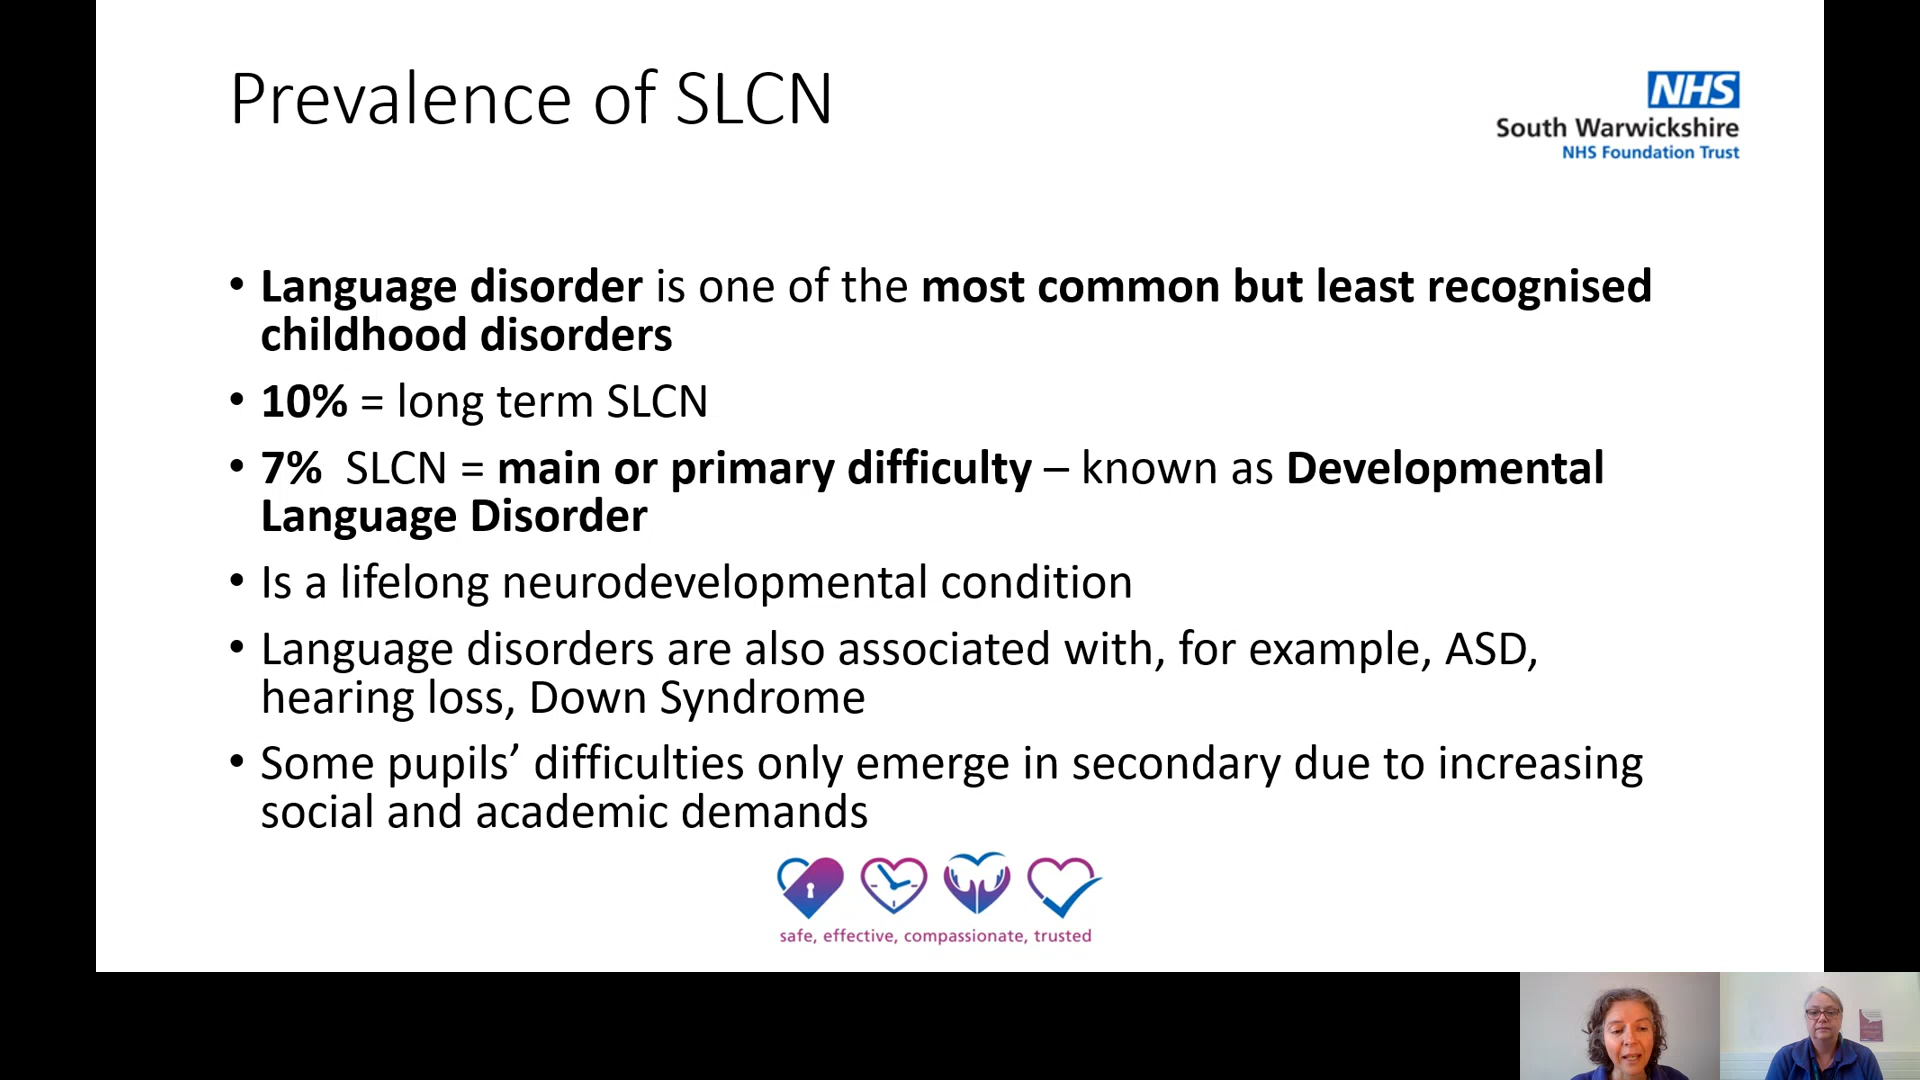 Prevalence of SLCN
NHS
South Warwickshire
NHS Foundation Trust
• Language disorder is one of the most common but least recognised
childhood disorders
• 10% = long term SLCN
• 7%  SLCN = main or primary difficulty – known as Developmental
Language Disorder
• Is a lifelong neurodevelopmental condition
• Language disorders are also associated with, for example, ASD,
hearing loss, Down Syndrome
• Some pupils’ difficulties only emerge in secondary due to increasing
social and academic demands
safe, effective, compassionate, trusted